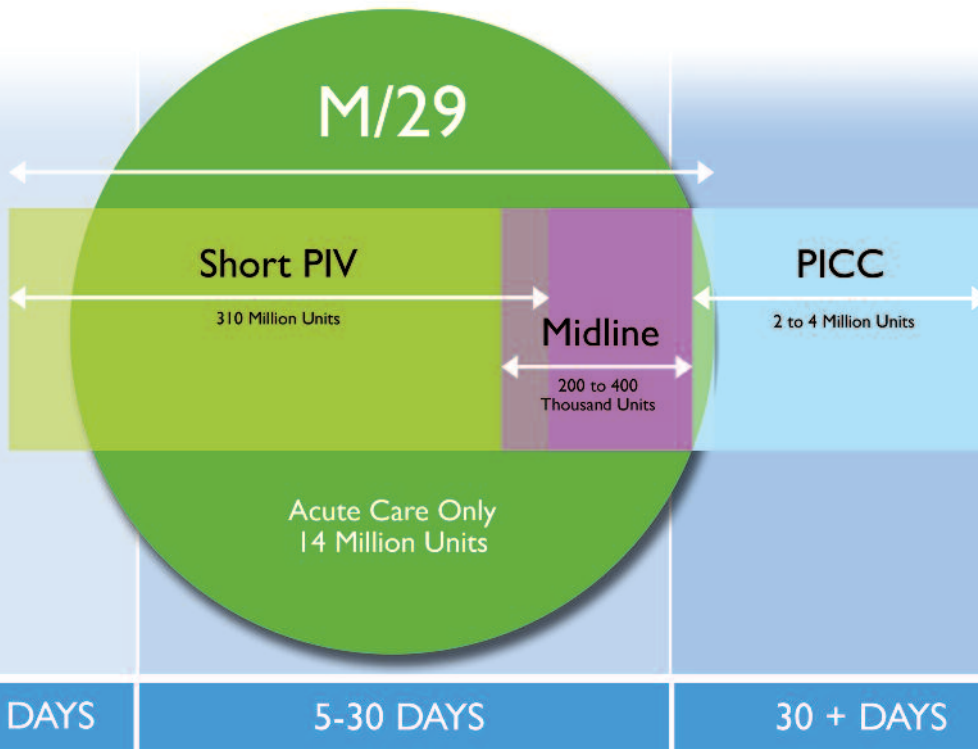 M/29
Short PIV
310 Million Units
Midline
200 to 400
Thousand Units
PICC
2 to 4 Million Units
Acute Care Only
14 Million Units
DAYS
5-30 DAYS
30 + DAYS